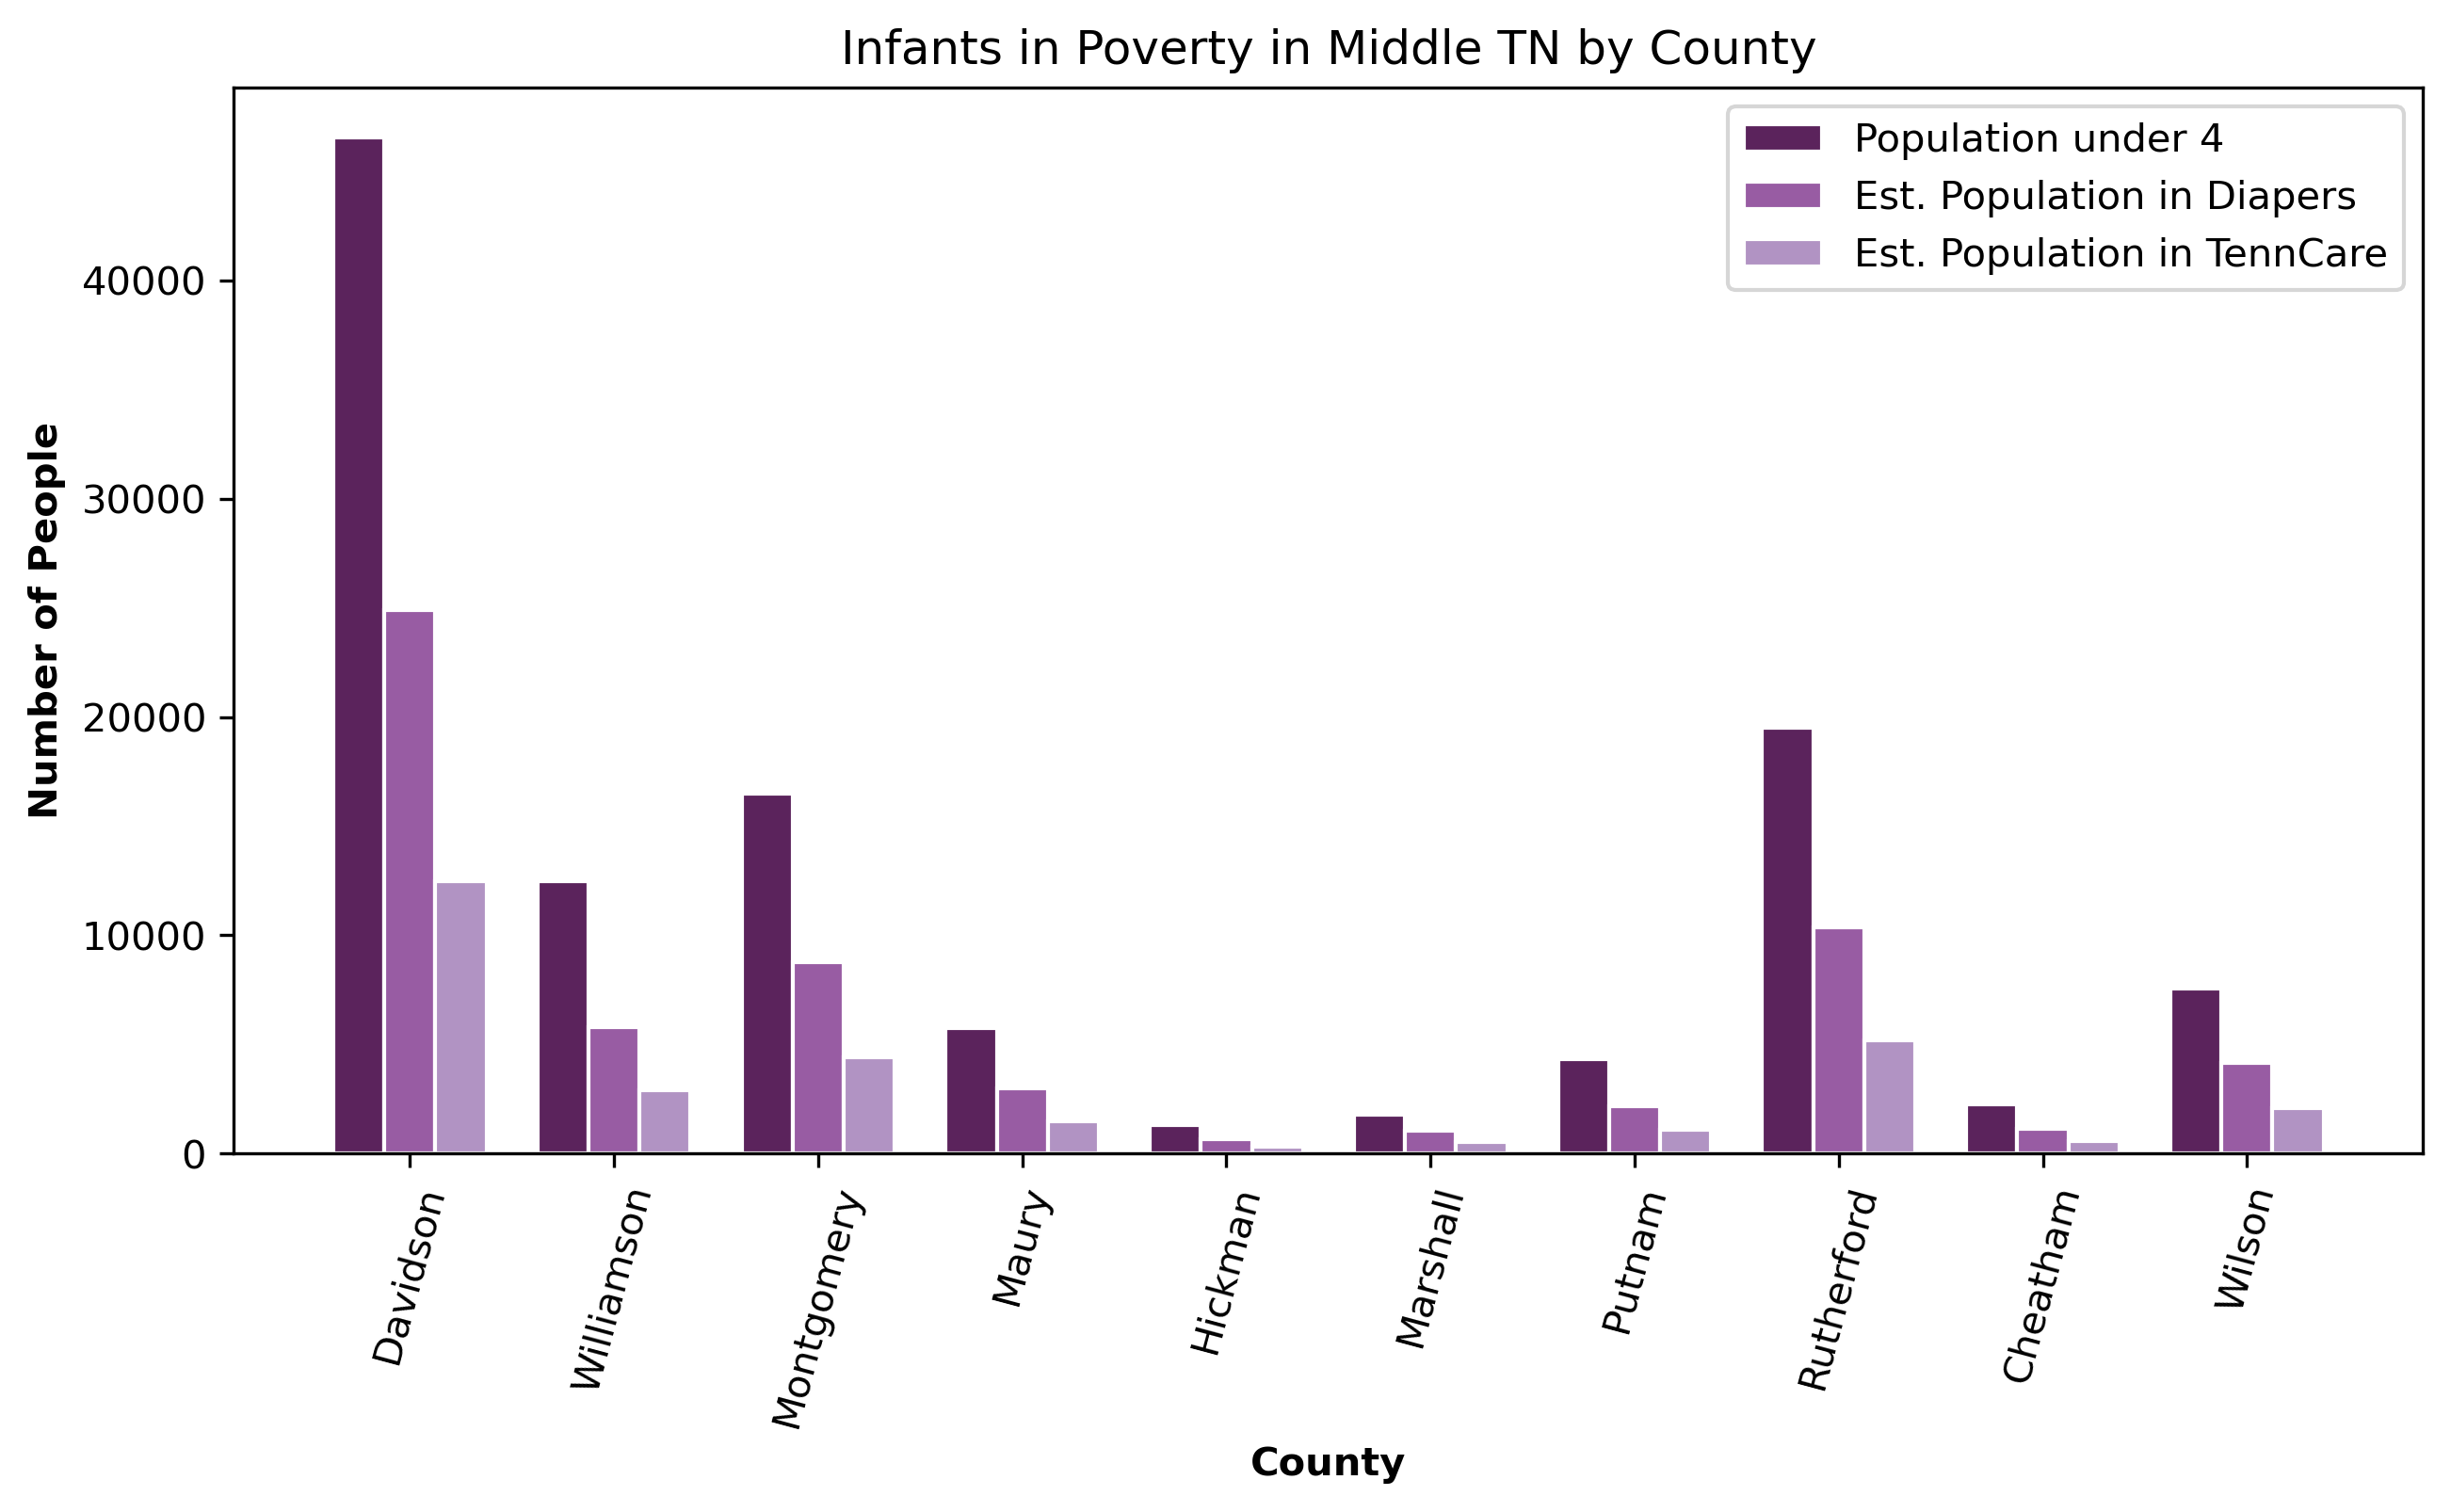 Infants in Poverty in Middle TN by County
Population under 4
Est. Population in Diapers
Est. Population in TennCare
Number of People
40000
30000
20000
10000
0
Davidson
Williamson
Montgomery
Maury
Hickman
Marshall
Putnam
Rutherford
Cheatham
Wilson
County